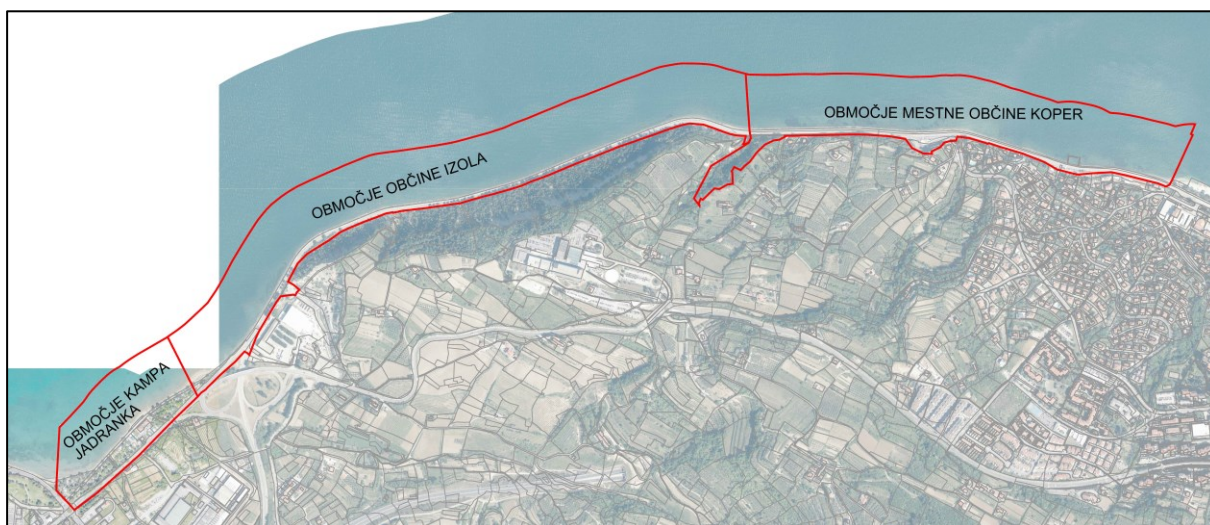 OBMOČJE KAMPA
JADRANKA
OBMOČJE OBČINE IZOLA
OBMOČJE MESTNE OBČINE KOPER